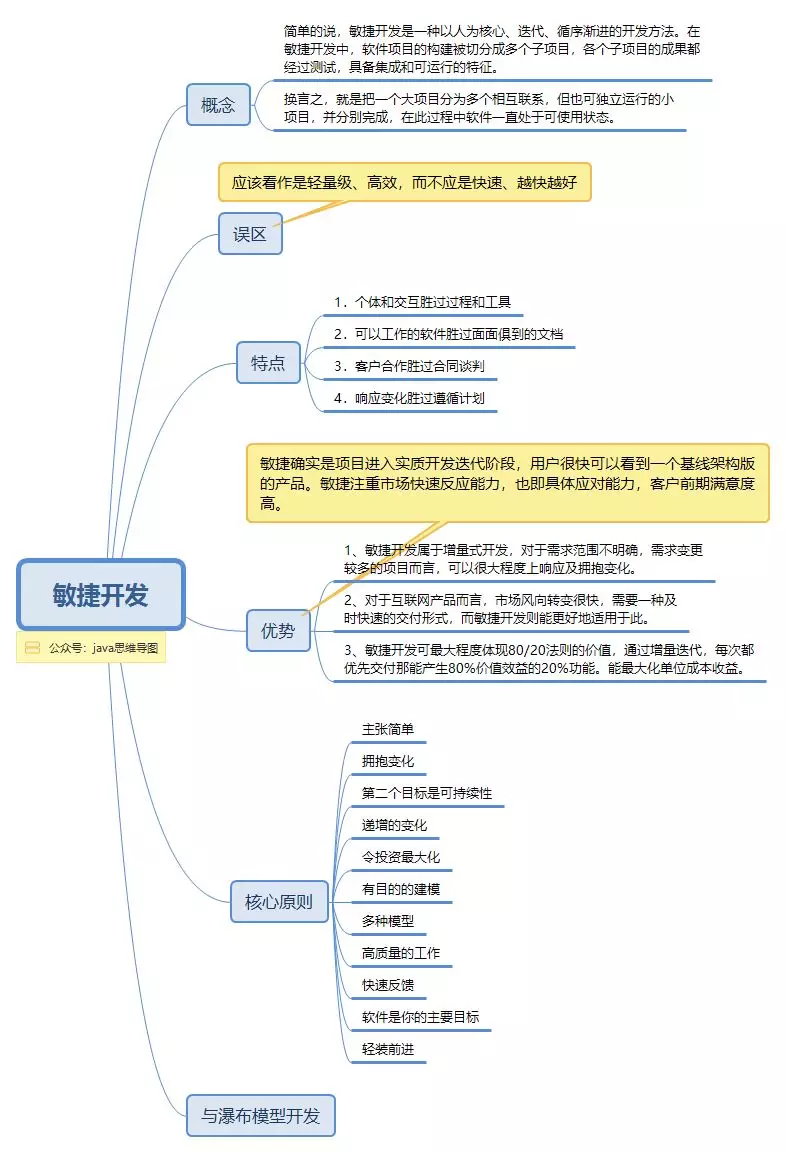 简单的说，敏捷开发是一种以人为核心、迭代、循序渐进的开发方法。在
敏捷开发中，软件项目的构建被切分成多个子项目，各个子项目的成果都
经过测试，具备集成和可运行的特征。
概念
换言之，就是把一个大项目分为多个相互联系，但也可独立运行的小
项目，并分别完成，在此过程中软件一直处于可使用状态。
应该看作是轻量级、高效，而不应是快速、越快越好
误区
特点
1．个体和交互胜过过程和工具
2．可以工作的软件胜过面面俱到的文档
3．客户合作胜过合同谈判
4．响应变化胜过遵循计划
敏捷确实是项目进入实质开发迭代阶段，用户很快可以看到一个基线架构版
的产品。敏捷注重市场快速反应能力，也即具体应对能力，客户前期满意度
高。
敏捷开发
公众号：java思维导图
优势
1、敏捷开发属于增量式开发，对于需求范围不明确，需求变更
较多的项目而言，可以很大程度上响应及拥抱变化。
2、对于互联网产品而言，市场风向转变很快，需要一种及
时快速的交付形式，而敏捷开发则能更好地适用于此。
3、敏捷开发可最大程度体现80/20法则的价值，通过增量迭代，每次都
优先交付那能产生80%价值效益的20%功能。能最大化单位成本收益。
核心原则
主张简单
拥抱变化
第二个目标是可持续性
递增的变化
令投资最大化
有目的的建模
多种模型
高质量的工作
快速反馈
软件是你的主要目标
轻装前进
与瀑布模型开发